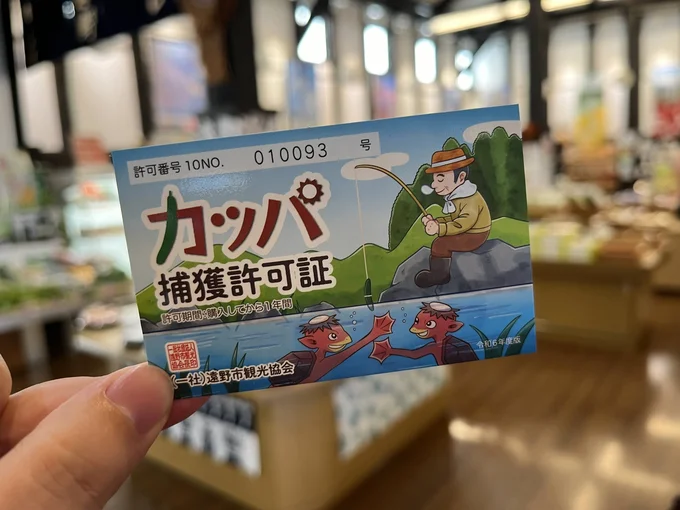 許可番号 10NO. 010093 号
カッパ
捕獲許可証
許可期間:購入してから1年間
(一社)遠野市観光協会
令和6年度版